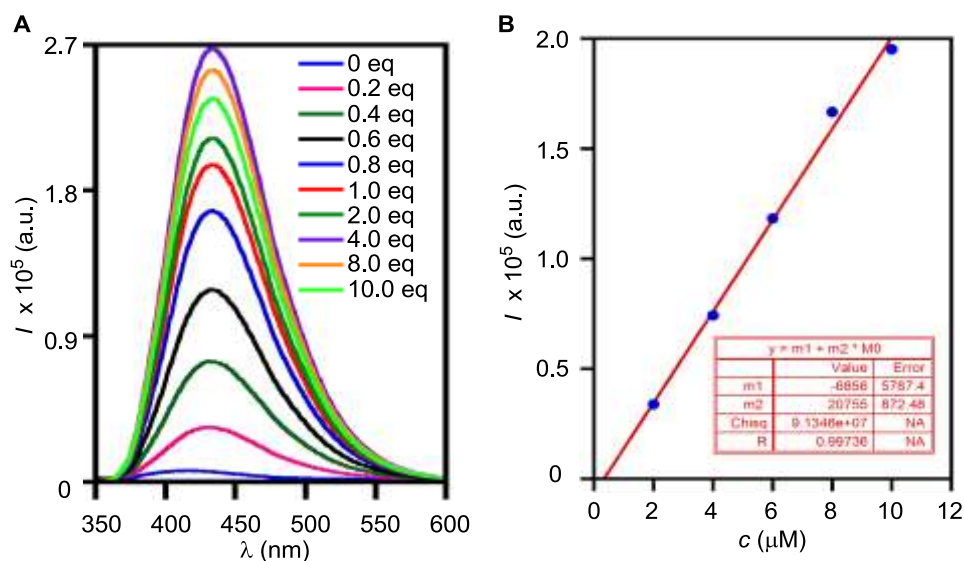 A
I x 10⁵ (a.u.)
2.7
1.8
0.9
0
350 400 450 500 550 600
λ (nm)
0 eq
0.2 eq
0.4 eq
0.6 eq
0.8 eq
1.0 eq
2.0 eq
4.0 eq
8.0 eq
10.0 eq
B
I x 10⁵ (a.u.)
2.0
1.5
1.0
0.5
0
0 2 4 6 8 10 12
c (μM)
y = m1 + m2 * M0
Value Error
m1 -6856 5787.4
m2 20755 872.48
Chisq 9.1346e+07 NA
R 0.99736 NA